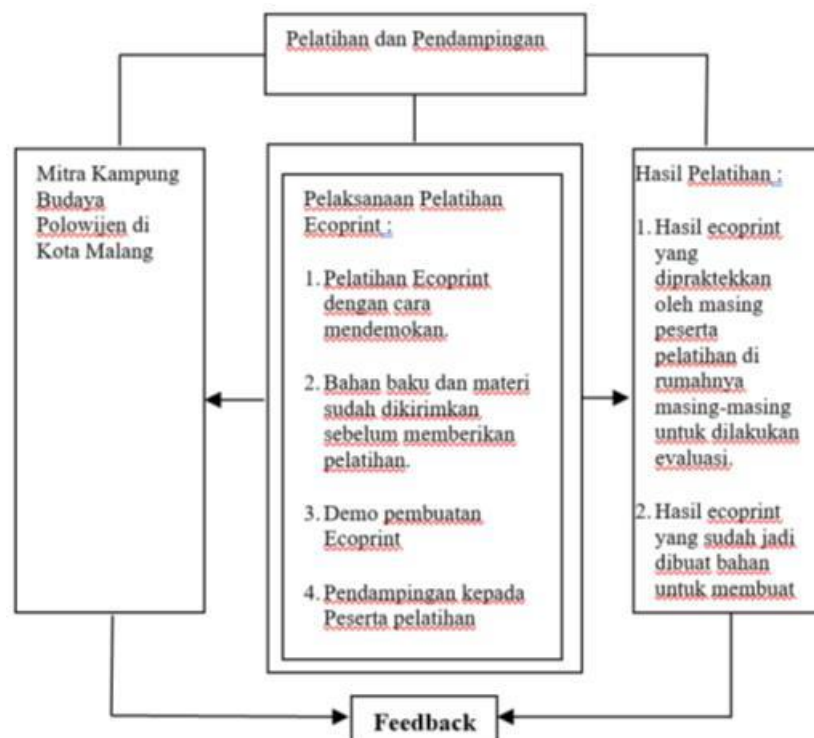 Pelatihan dan Pendampingan
Mitra Kampung
Budaya
Polowijen di
Kota Malang
Pelaksanaan Pelatihan
Ecoprint :
1. Pelatihan Ecoprint
dengan cara
mendemokan.
2. Bahan baku dan materi
sudah dikirimkan
sebelum memberikan
pelatihan.
3. Demo pembuatan
Ecoprint
4. Pendampingan kepada
Peserta pelatihan
Hasil Pelatihan :
1. Hasil ecoprint
yang
dipraktekkan
oleh masing
peserta
pelatihan di
rumahnya
masing-masing
untuk dilakukan
evaluasi.
2. Hasil ecoprint
yang sudah jadi
dibuat bahan
untuk membuat
Feedback